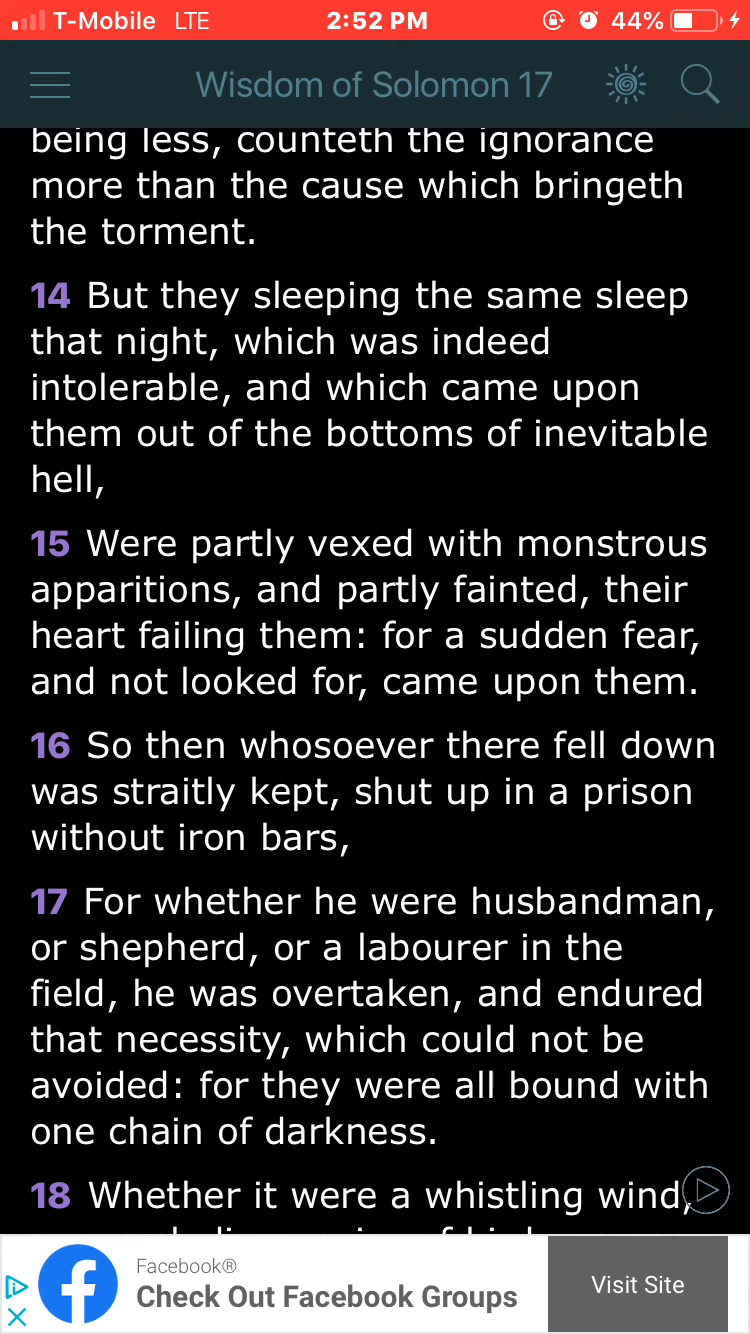 T-Mobile LTE 2:52 PM 44%
Wisdom of Solomon 17
being less, counteth the ignorance
more than the cause which bringeth
the torment.
14 But they sleeping the same sleep
that night, which was indeed
intolerable, and which came upon
them out of the bottoms of inevitable
hell,
15 Were partly vexed with monstrous
apparitions, and partly fainted, their
heart failing them: for a sudden fear,
and not looked for, came upon them.
16 So then whosoever there fell down
was straitly kept, shut up in a prison
without iron bars,
17 For whether he were husbandman,
or shepherd, or a labourer in the
field, he was overtaken, and endured
that necessity, which could not be
avoided: for they were all bound with
one chain of darkness.
18 Whether it were a whistling wind,
Facebook®
Check Out Facebook Groups
Visit Site